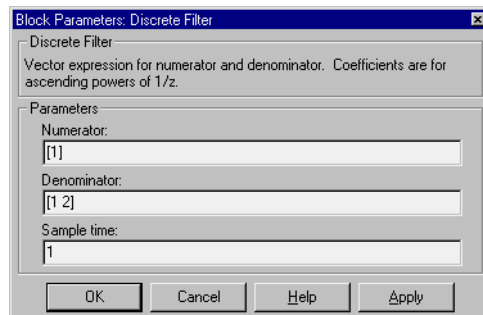 Block Parameters: Discrete Filter
Discrete Filter
Vector expression for numerator and denominator. Coefficients are for
ascending powers of 1/z.
Parameters
Numerator:
[1]
Denominator:
[1 2]
Sample time:
1
OK Cancel Help Apply